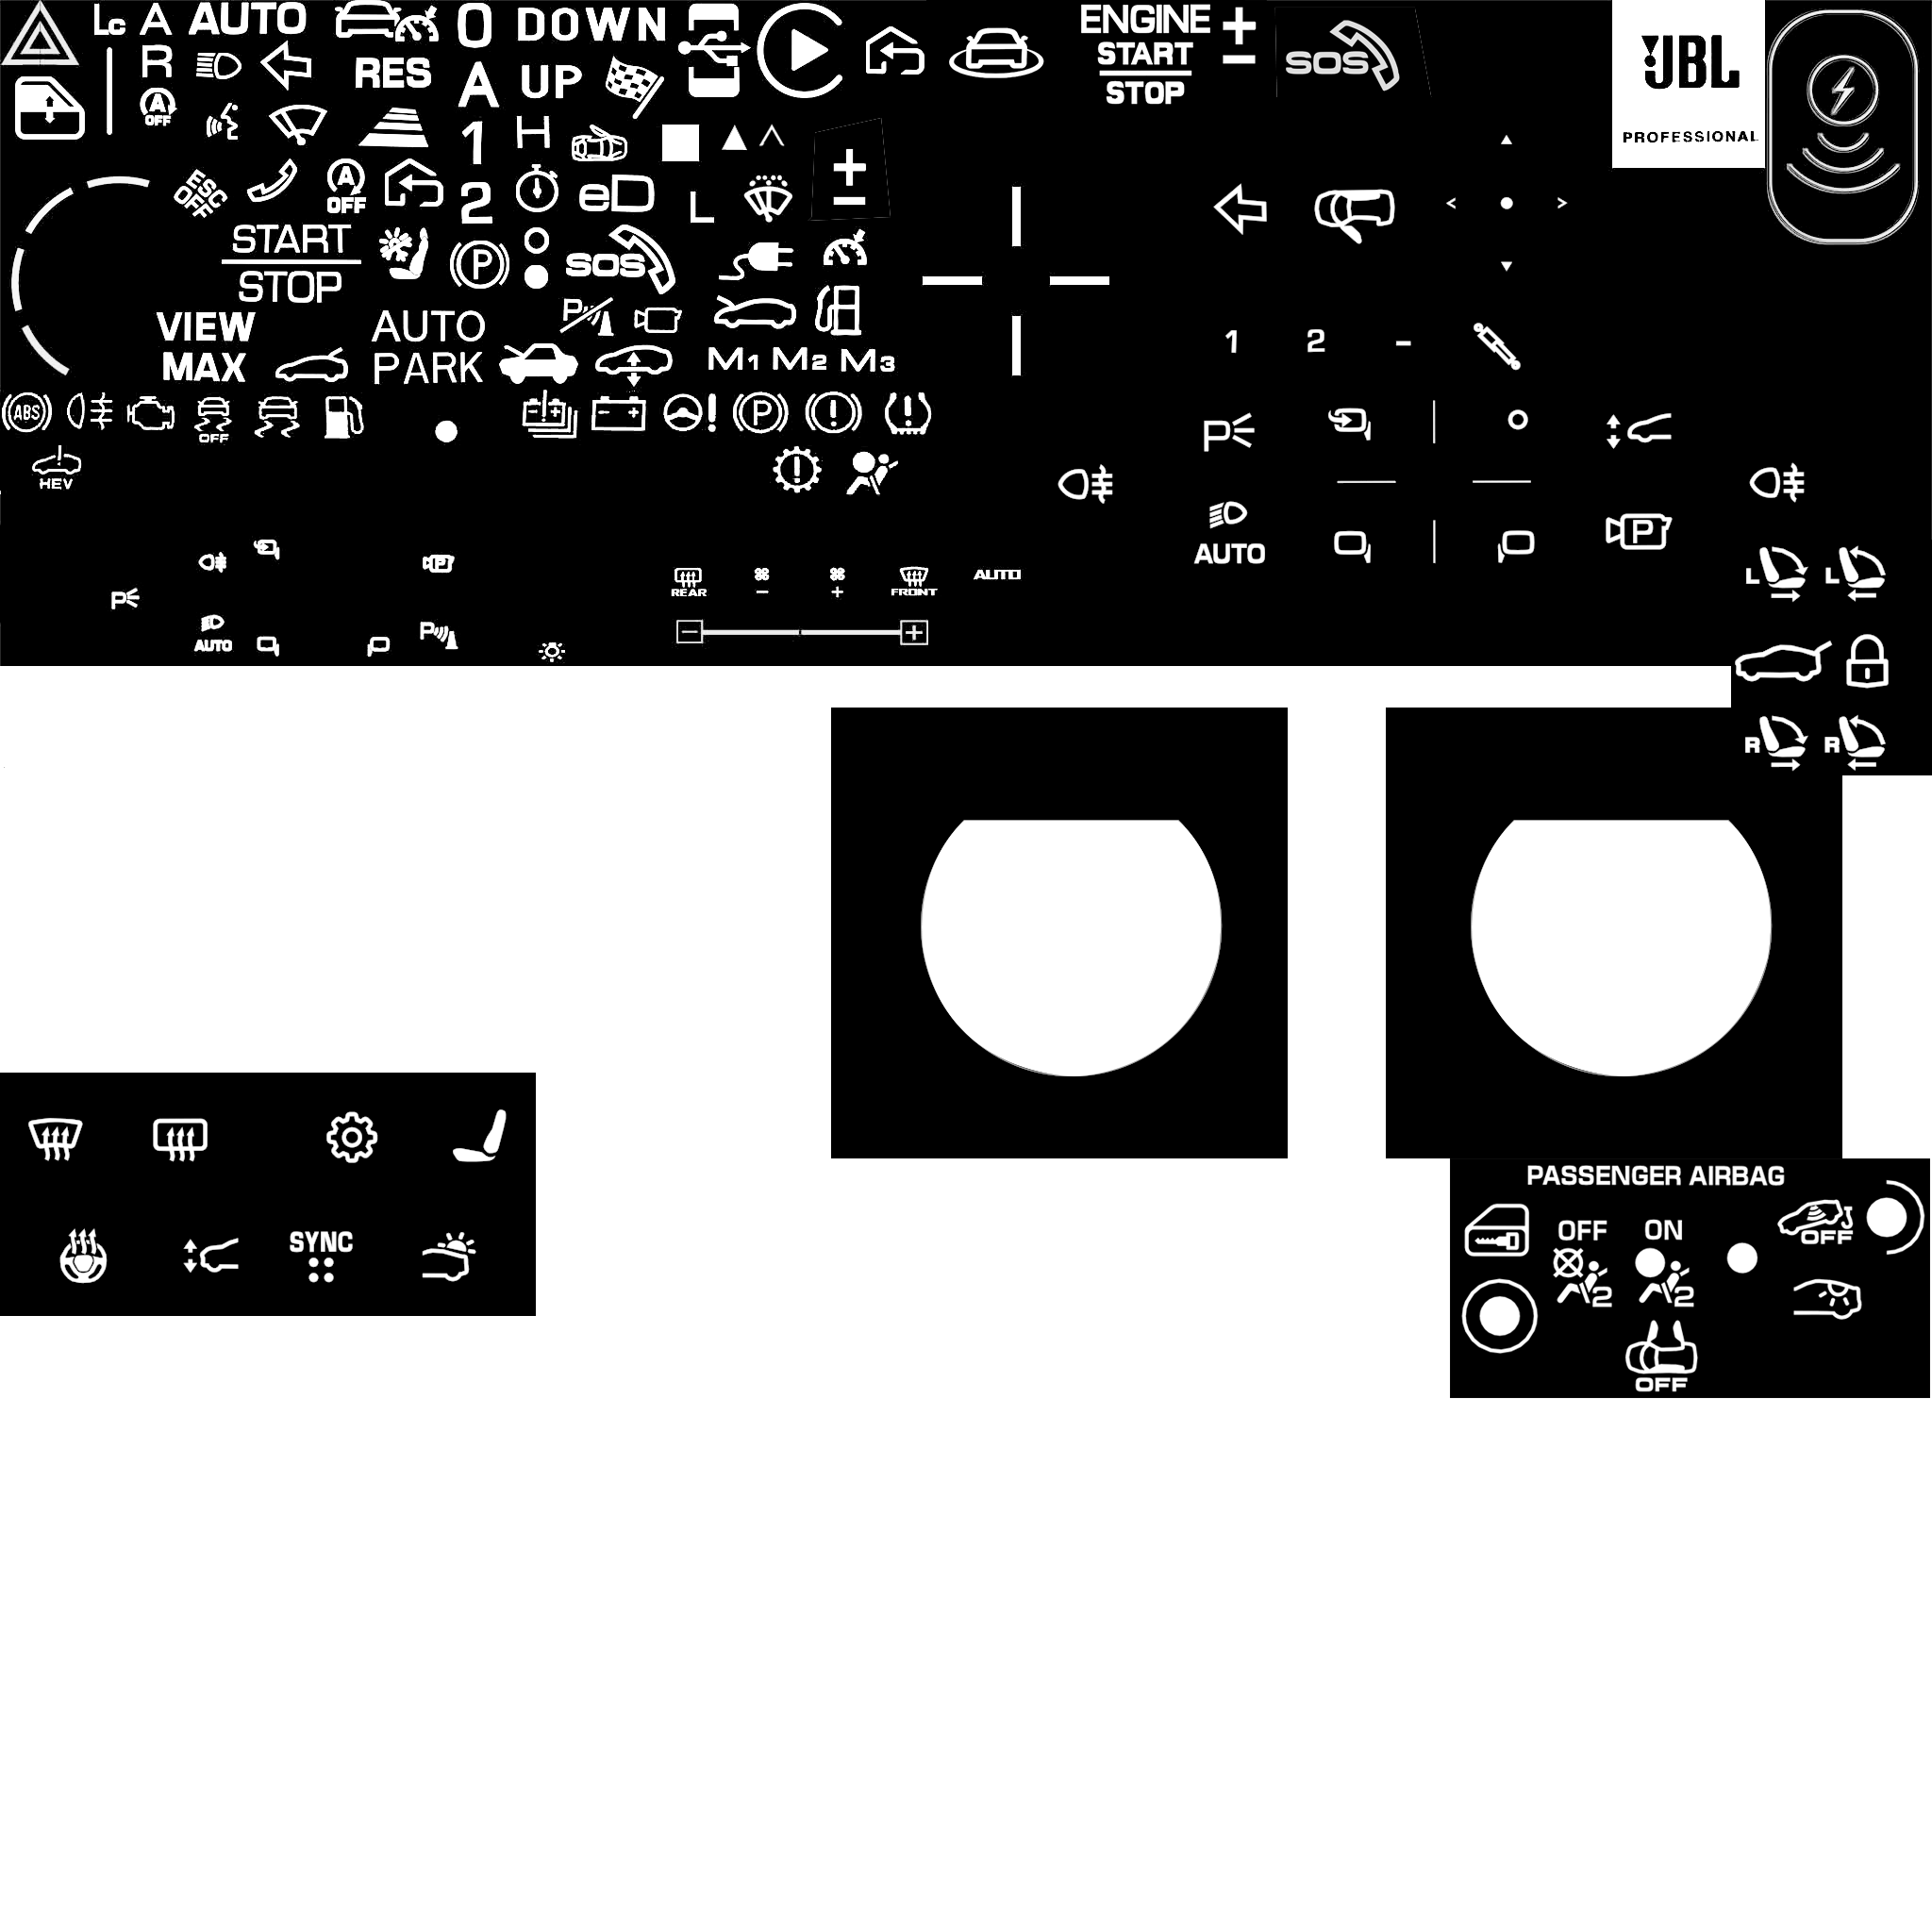 Lc A AUTO
0 DOWN
ENGINE
START
STOP
+
−
SOS
JBL
PROFESSIONAL
R
RES
A UP
A
OFF
1 H
ESC
OFF
A
OFF
2
eD
L
+
−
START
STOP
P
SOS
P
VIEW
MAX
AUTO
PARK
M1 M2 M3
1 2 -
ABS
OFF
P
HEV
P
AUTO
P
P
P
AUTO
P
P
REAR
−
+
FRONT
AUTO
− +
L L
R R
SYNC
PASSENGER AIRBAG
OFF ON
OFF
2 2
OFF